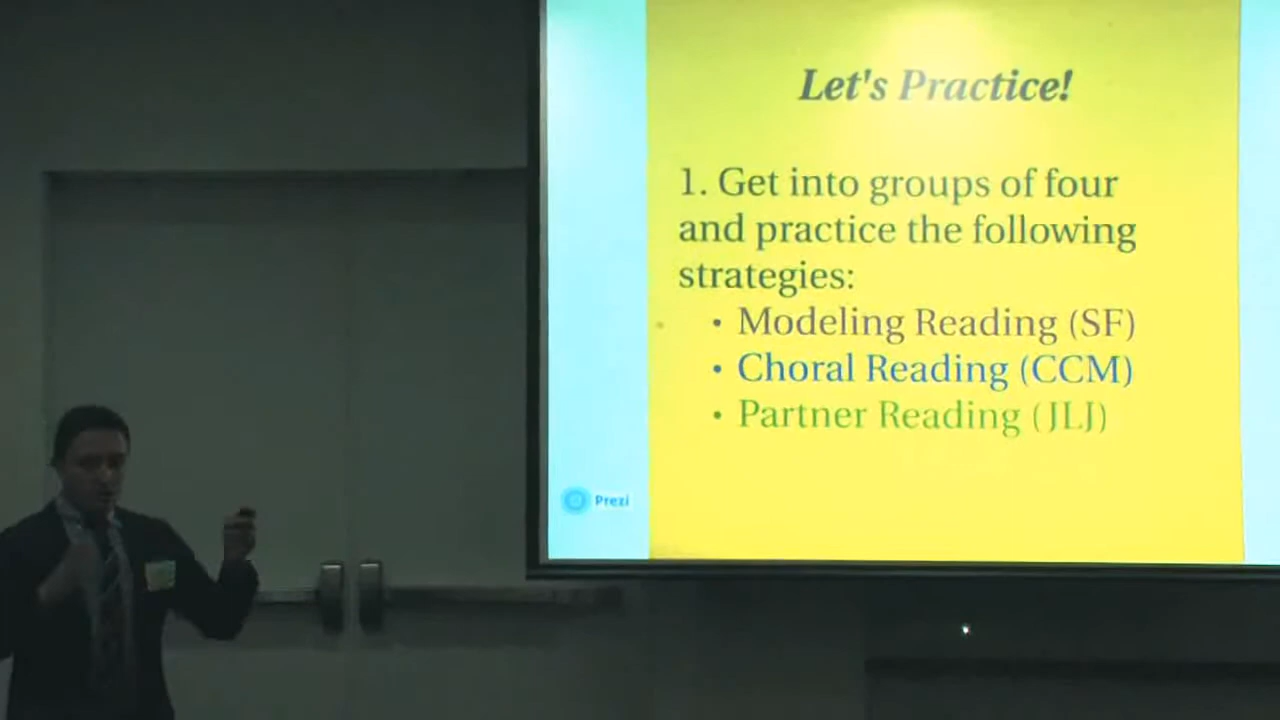 Let's Practice!
1. Get into groups of four
and practice the following
strategies:
• Modeling Reading (SF)
• Choral Reading (CCM)
• Partner Reading (JLJ)
Prezi